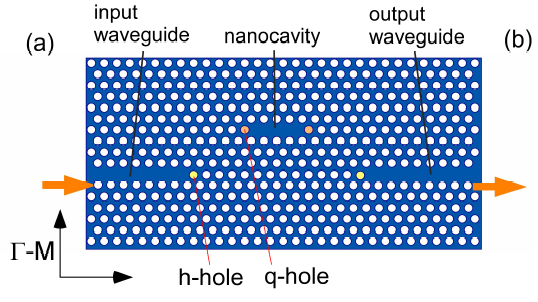 input
waveguide
nanocavity
output
waveguide
(a)
(b)
Γ-M
h-hole
q-hole